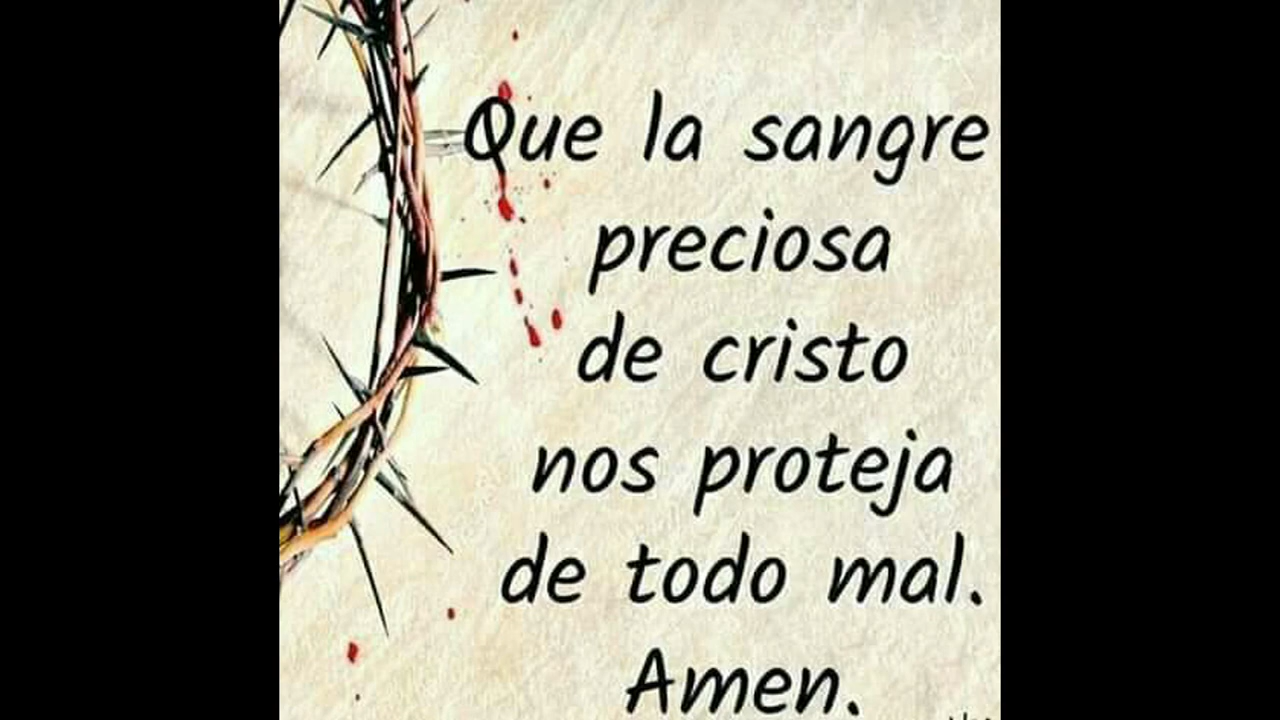 Que la sangre
preciosa
de cristo
nos proteja
de todo mal.
Amen.